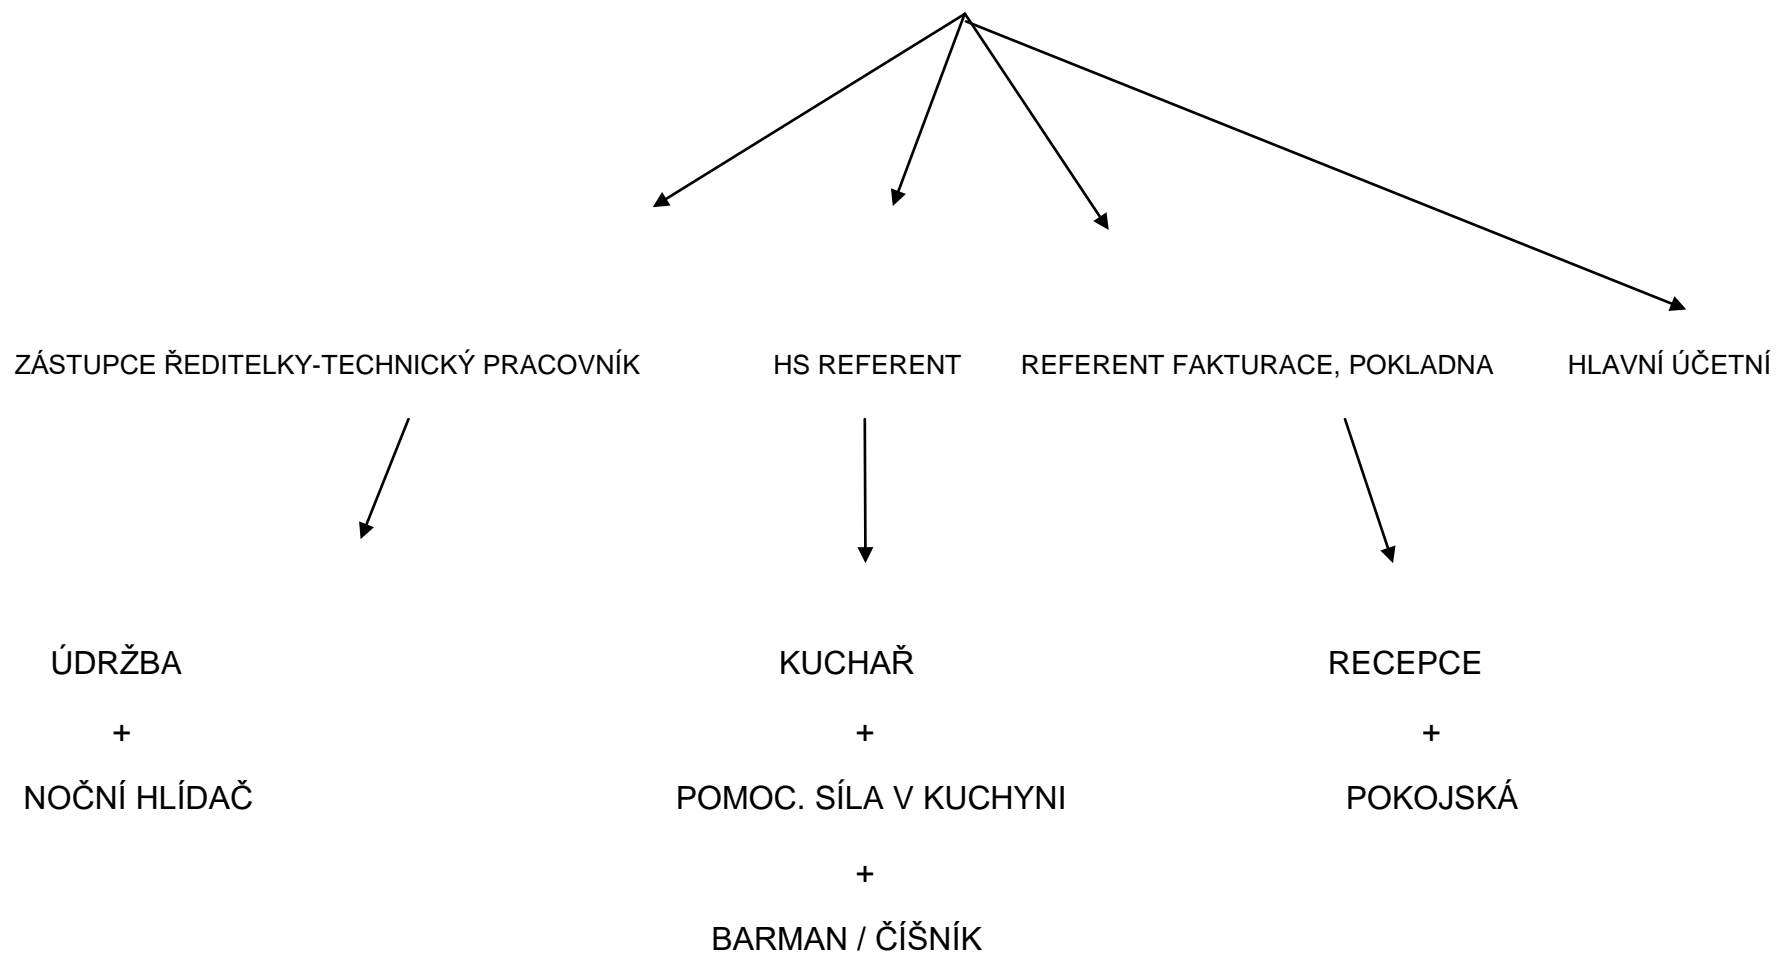 ZÁSTUPCE ŘEDITELKY-TECHNICKÝ PRACOVNÍK HS REFERENT REFERENT FAKTURACE, POKLADNA HLAVNÍ ÚČETNÍ
ÚDRŽBA KUCHAŘ RECEPCE
+ + +
NOČNÍ HLÍDAČ POMOC. SÍLA V KUCHYNI POKOJSKÁ
+
BARMAN / ČÍŠNÍK